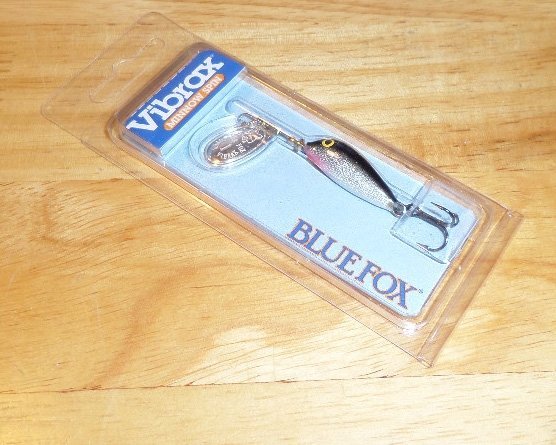 Vibrax
MINNOW SPIN
BLUE FOX